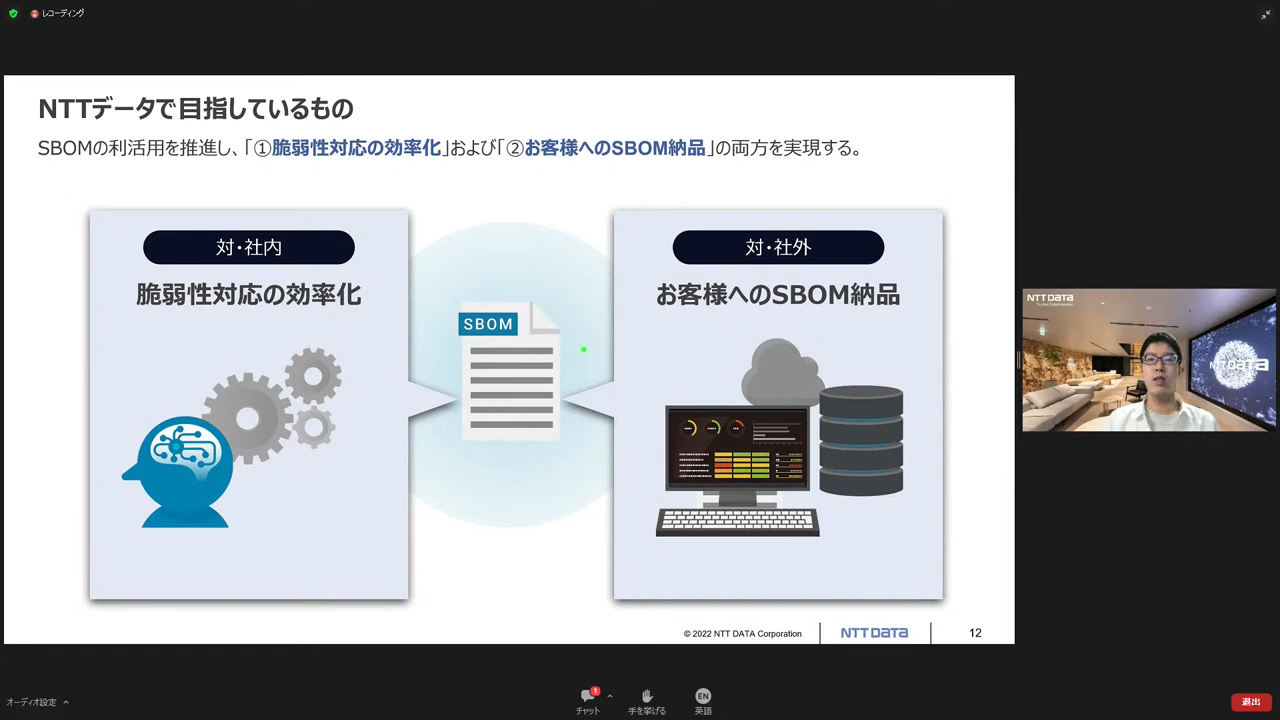 レコーディング
NTTデータで目指しているもの
SBOMの利活用を推進し、「①脆弱性対応の効率化」および「②お客様へのSBOM納品」の両方を実現する。
対・社内
脆弱性対応の効率化
SBOM
対・社外
お客様へのSBOM納品
NTT DATA
NTT DATA
© 2022 NTT DATA Corporation
NTT DATA
12
オーディオ設定
1
チャット
手を挙げる
EN
英語
退出